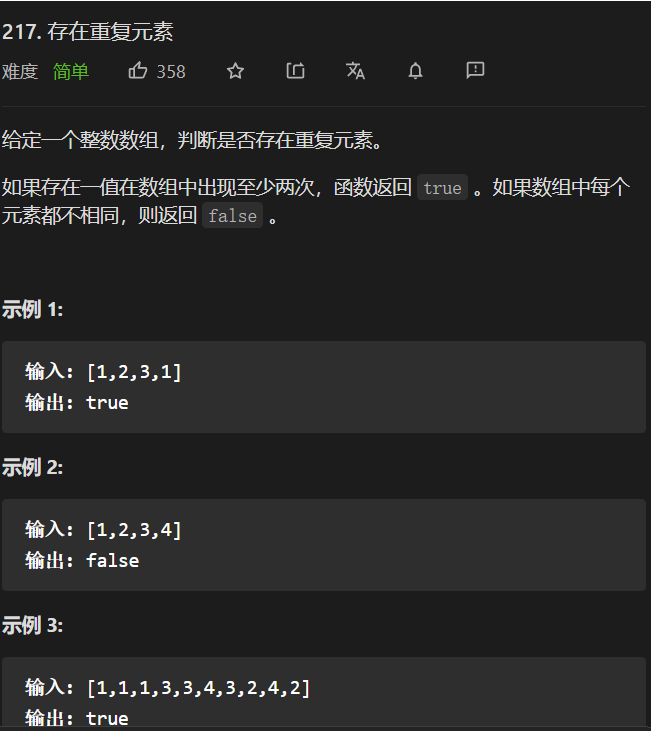 217. 存在重复元素
难度 简单 358
给定一个整数数组，判断是否存在重复元素。
如果存在一值在数组中出现至少两次，函数返回 true 。如果数组中每个
元素都不相同，则返回 false 。
示例 1:
输入: [1,2,3,1]
输出: true
示例 2:
输入: [1,2,3,4]
输出: false
示例 3:
输入: [1,1,1,3,3,4,3,2,4,2]
输出: true